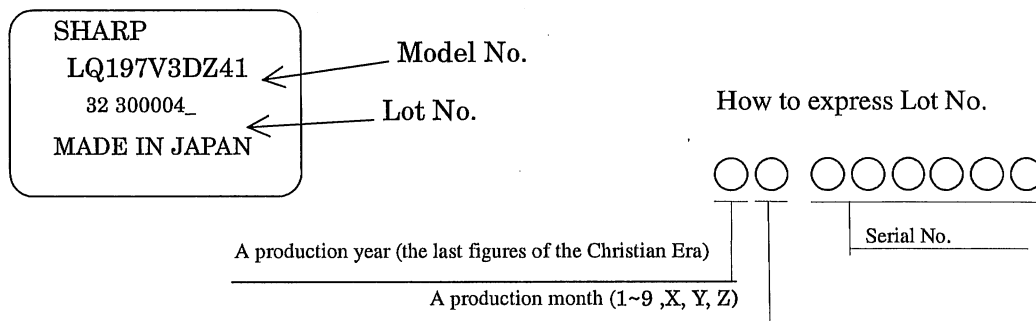 SHARP
LQ197V3DZ41
32 300004_
MADE IN JAPAN
Model No.
Lot No.
How to express Lot No.
Serial No.
A production year (the last figures of the Christian Era)
A production month (1~9 ,X, Y, Z)